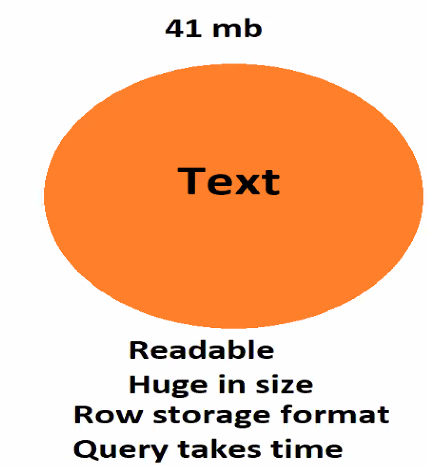 41 mb
Text
Readable
Huge in size
Row storage format
Query takes time